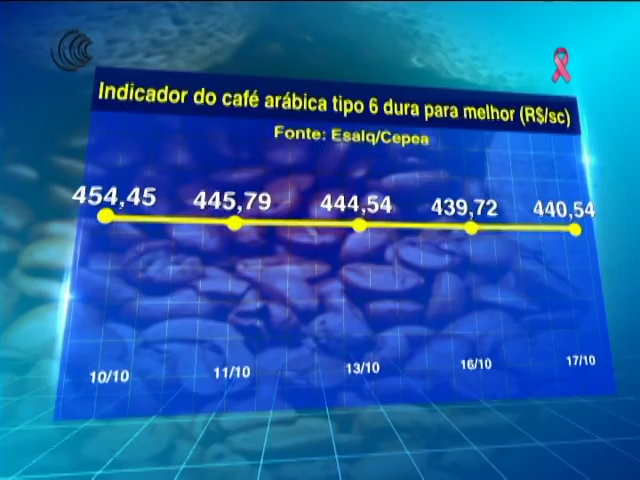 Indicador do café arábica tipo 6 dura para melhor (R$/sc)
Fonte: Esalq/Cepea
454,45 445,79 444,54 439,72 440,54
10/10 11/10 13/10 16/10 17/10